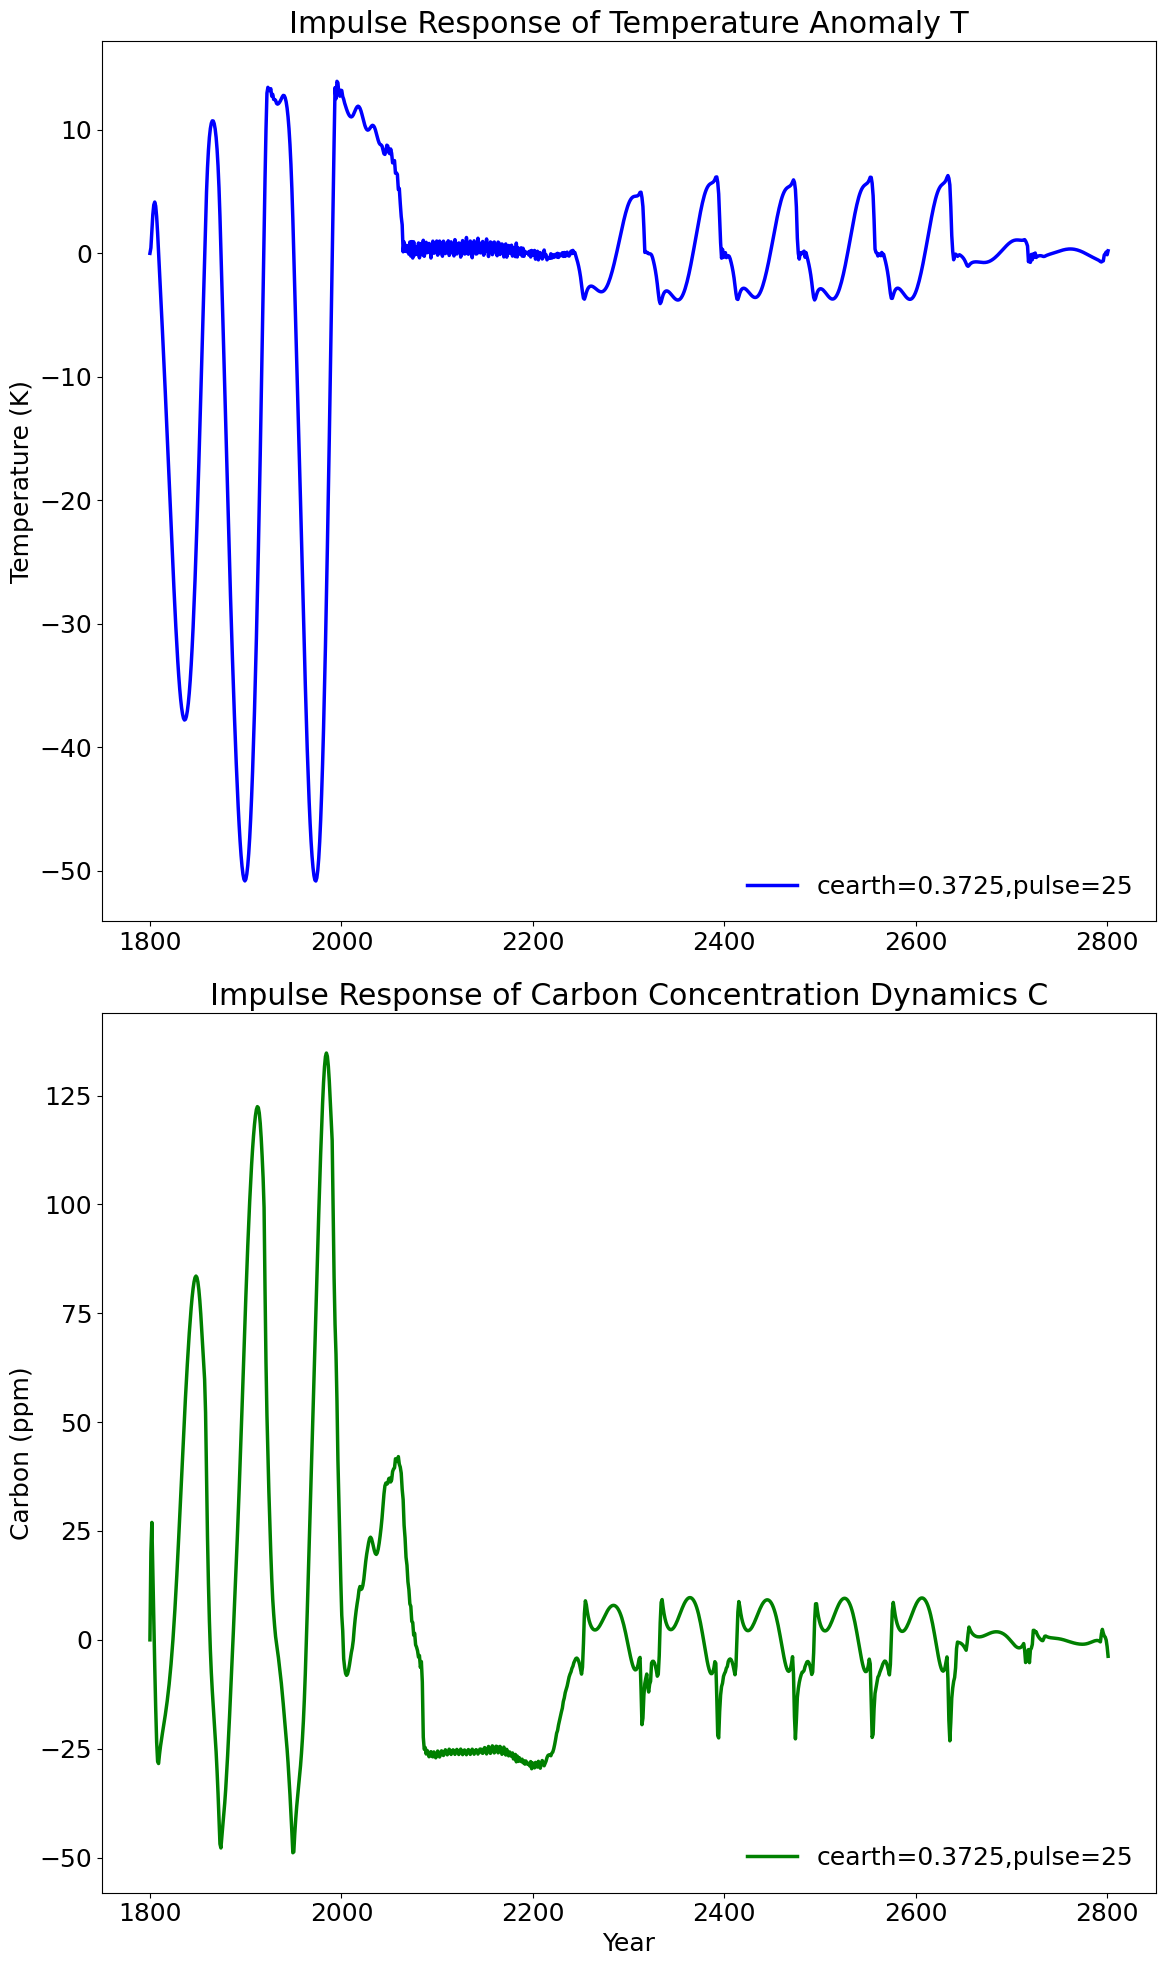 Impulse Response of Temperature Anomaly T
Temperature (K)
10
0
−10
−20
−30
−40
−50
cearth=0.3725,pulse=25
1800 2000 2200 2400 2600 2800
Impulse Response of Carbon Concentration Dynamics C
Carbon (ppm)
125
100
75
50
25
0
−25
−50
cearth=0.3725,pulse=25
1800 2000 2200 2400 2600 2800
Year